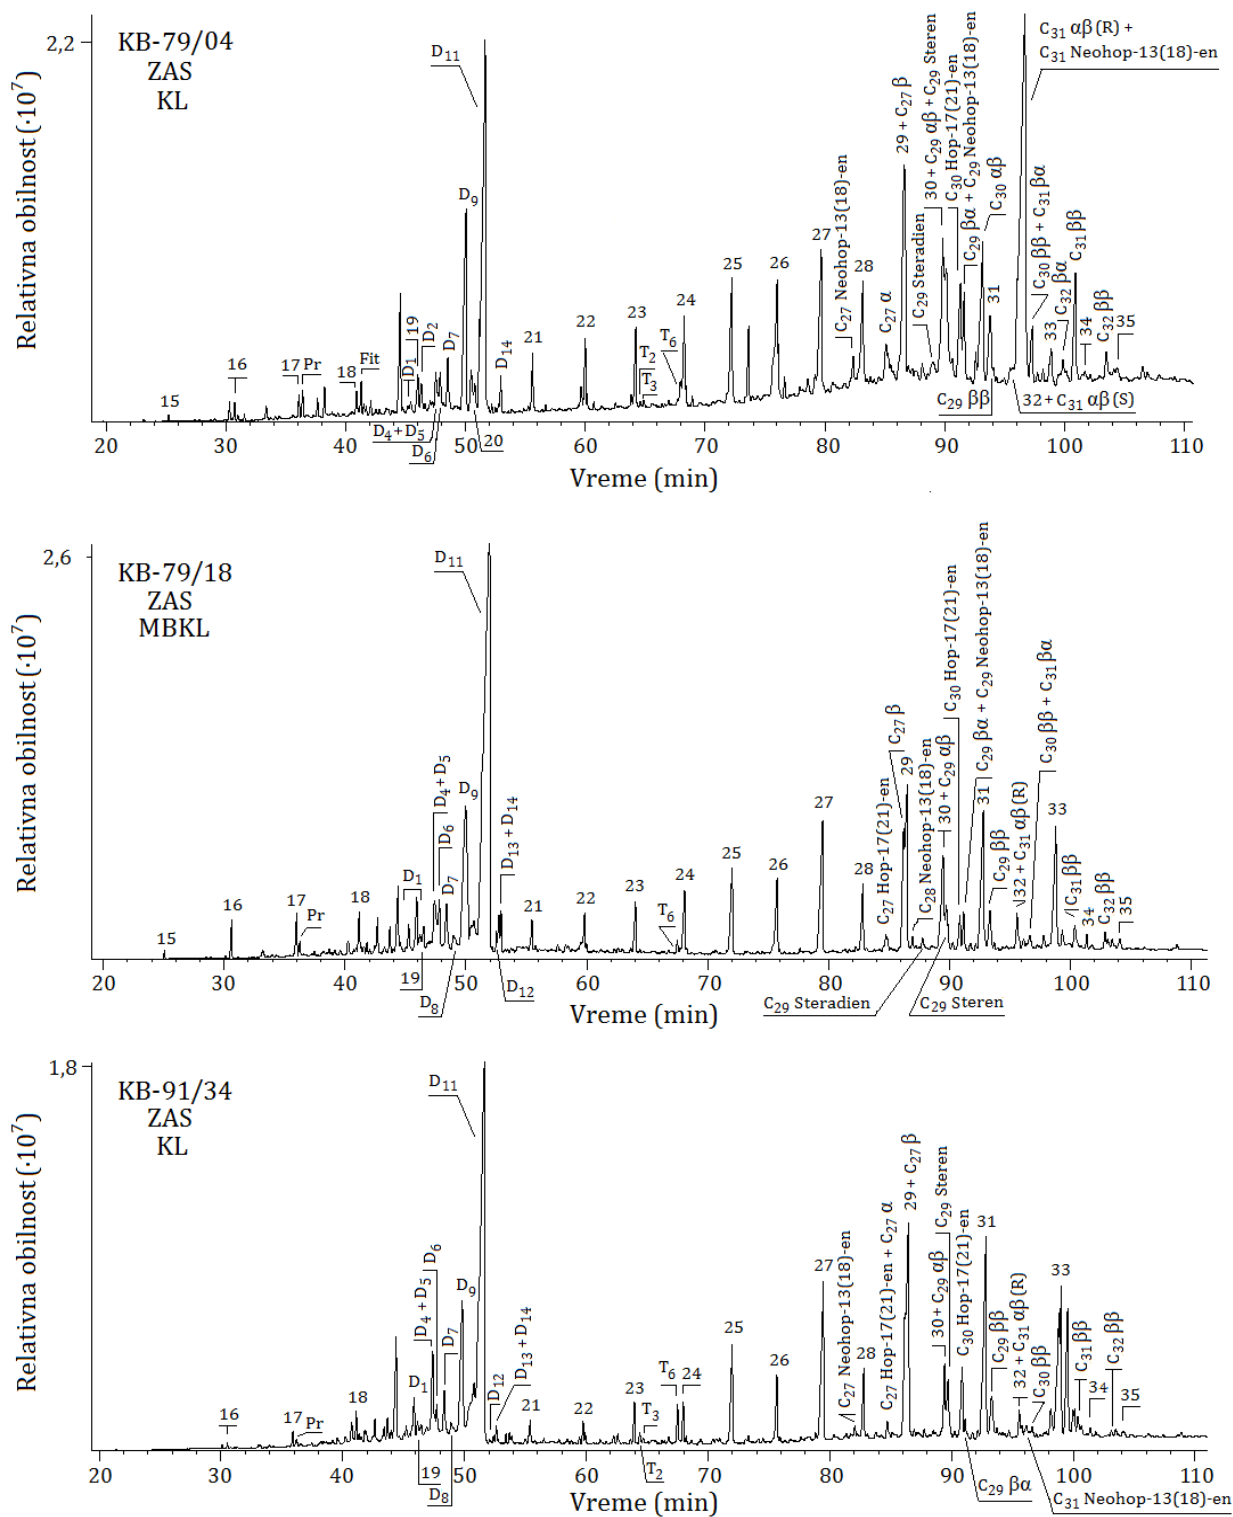 2,2
KB-79/04
ZAS
KL
Relativna obilnost (·10⁷)
15
16
17
Pr
18
Fit
D₁
19
D₂
D₄+D₅
D₆
D₇
D₉
D₁₁
20
D₁₄
21
22
23
T₂
T₃
T₆
24
25
26
27
C₂₇ Neohop-13(18)-en
28
C₂₇ α
29 + C₂₇ β
C₂₉ Steradien
30 + C₂₉ αβ + C₂₉ Steren
C₃₀ Hop-17(21)-en
C₂₉ βα + C₂₉ Neohop-13(18)-en
C₃₀ αβ
31
C₂₉ ββ
32 + C₃₁ αβ (S)
C₃₁ αβ (R) +
C₃₁ Neohop-13(18)-en
C₃₀ ββ + C₃₁ βα
33
C₃₂ βα
C₃₁ ββ
34
C₃₂ ββ
35
20 30 40 50 60 70 80 90 100 110
Vreme (min)
2,6
KB-79/18
ZAS
MBKL
Relativna obilnost (·10⁷)
15
16
17
Pr
18
D₁
19
D₄+D₅
D₆
D₇
D₈
D₉
D₁₁
D₁₂
D₁₃ + D₁₄
21
22
23
T₆
24
25
26
27
28
C₂₇ Hop-17(21)-en
C₂₇ β
29
C₂₈ Neohop-13(18)-en
C₂₉ Steradien
30 + C₂₉ αβ
C₂₉ Steren
C₃₀ Hop-17(21)-en
C₂₉ βα + C₂₉ Neohop-13(18)-en
31
C₂₉ ββ
32 + C₃₁ αβ (R)
C₃₀ ββ + C₃₁ βα
33
C₃₁ ββ
34
C₃₂ ββ
35
20 30 40 50 60 70 80 90 100 110
Vreme (min)
1,8
KB-91/34
ZAS
KL
Relativna obilnost (·10⁷)
16
17
Pr
18
D₁
19
D₄ + D₅
D₆
D₇
D₈
D₉
D₁₁
D₁₂
D₁₃ + D₁₄
21
22
23
T₂
T₃
T₆
24
25
26
27
C₂₇ Neohop-13(18)-en
28
C₂₇ Hop-17(21)-en + C₂₇ α
29 + C₂₇ β
30 + C₂₉ αβ
C₂₉ Steren
C₃₀ Hop-17(21)-en
C₂₉ βα
31
C₂₉ ββ
32 + C₃₁ αβ (R)
C₃₁ Neohop-13(18)-en
C₃₀ ββ
33
C₃₁ ββ
34
C₃₂ ββ
35
20 30 40 50 60 70 80 90 100 110
Vreme (min)